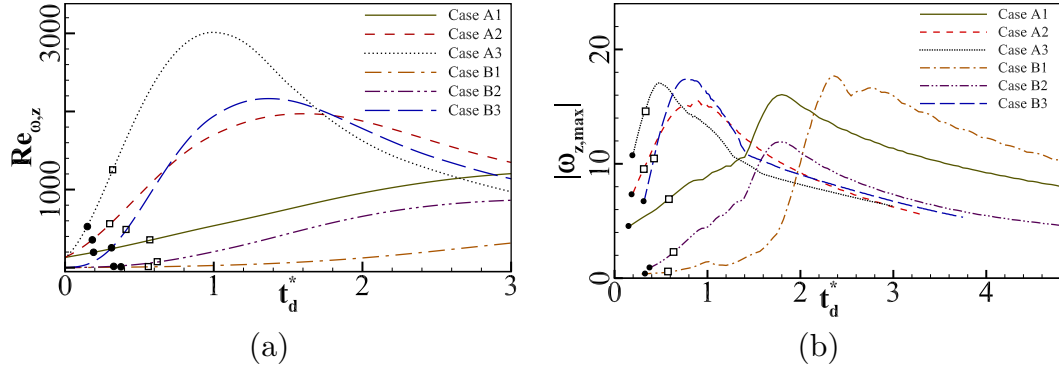 3000
1000
Re_ω,z
Case A1
Case A2
Case A3
Case B1
Case B2
Case B3
0 1 2 3
t_d^*
(a)
20
10
0
|ω_z,max|
Case A1
Case A2
Case A3
Case B1
Case B2
Case B3
0 1 2 3 4
t_d^*
(b)